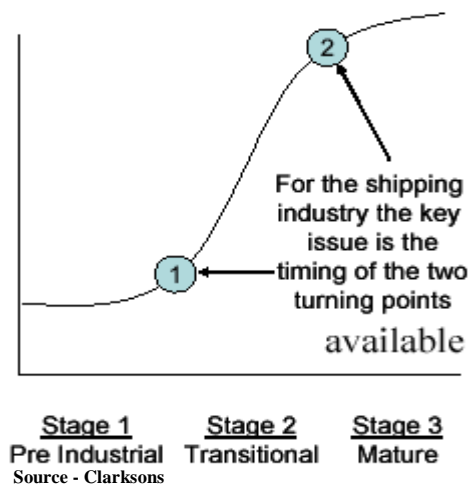 2
For the shipping
industry the key
issue is the
1
timing of the two
turning points
available
Stage 1 Stage 2 Stage 3
Pre Industrial Transitional Mature
Source - Clarksons